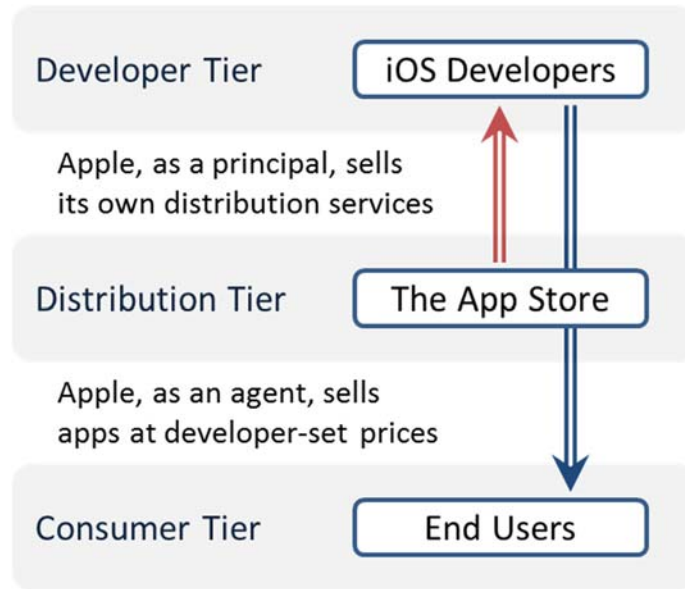 Developer Tier
iOS Developers
Apple, as a principal, sells
its own distribution services
Distribution Tier
The App Store
Apple, as an agent, sells
apps at developer-set prices
Consumer Tier
End Users